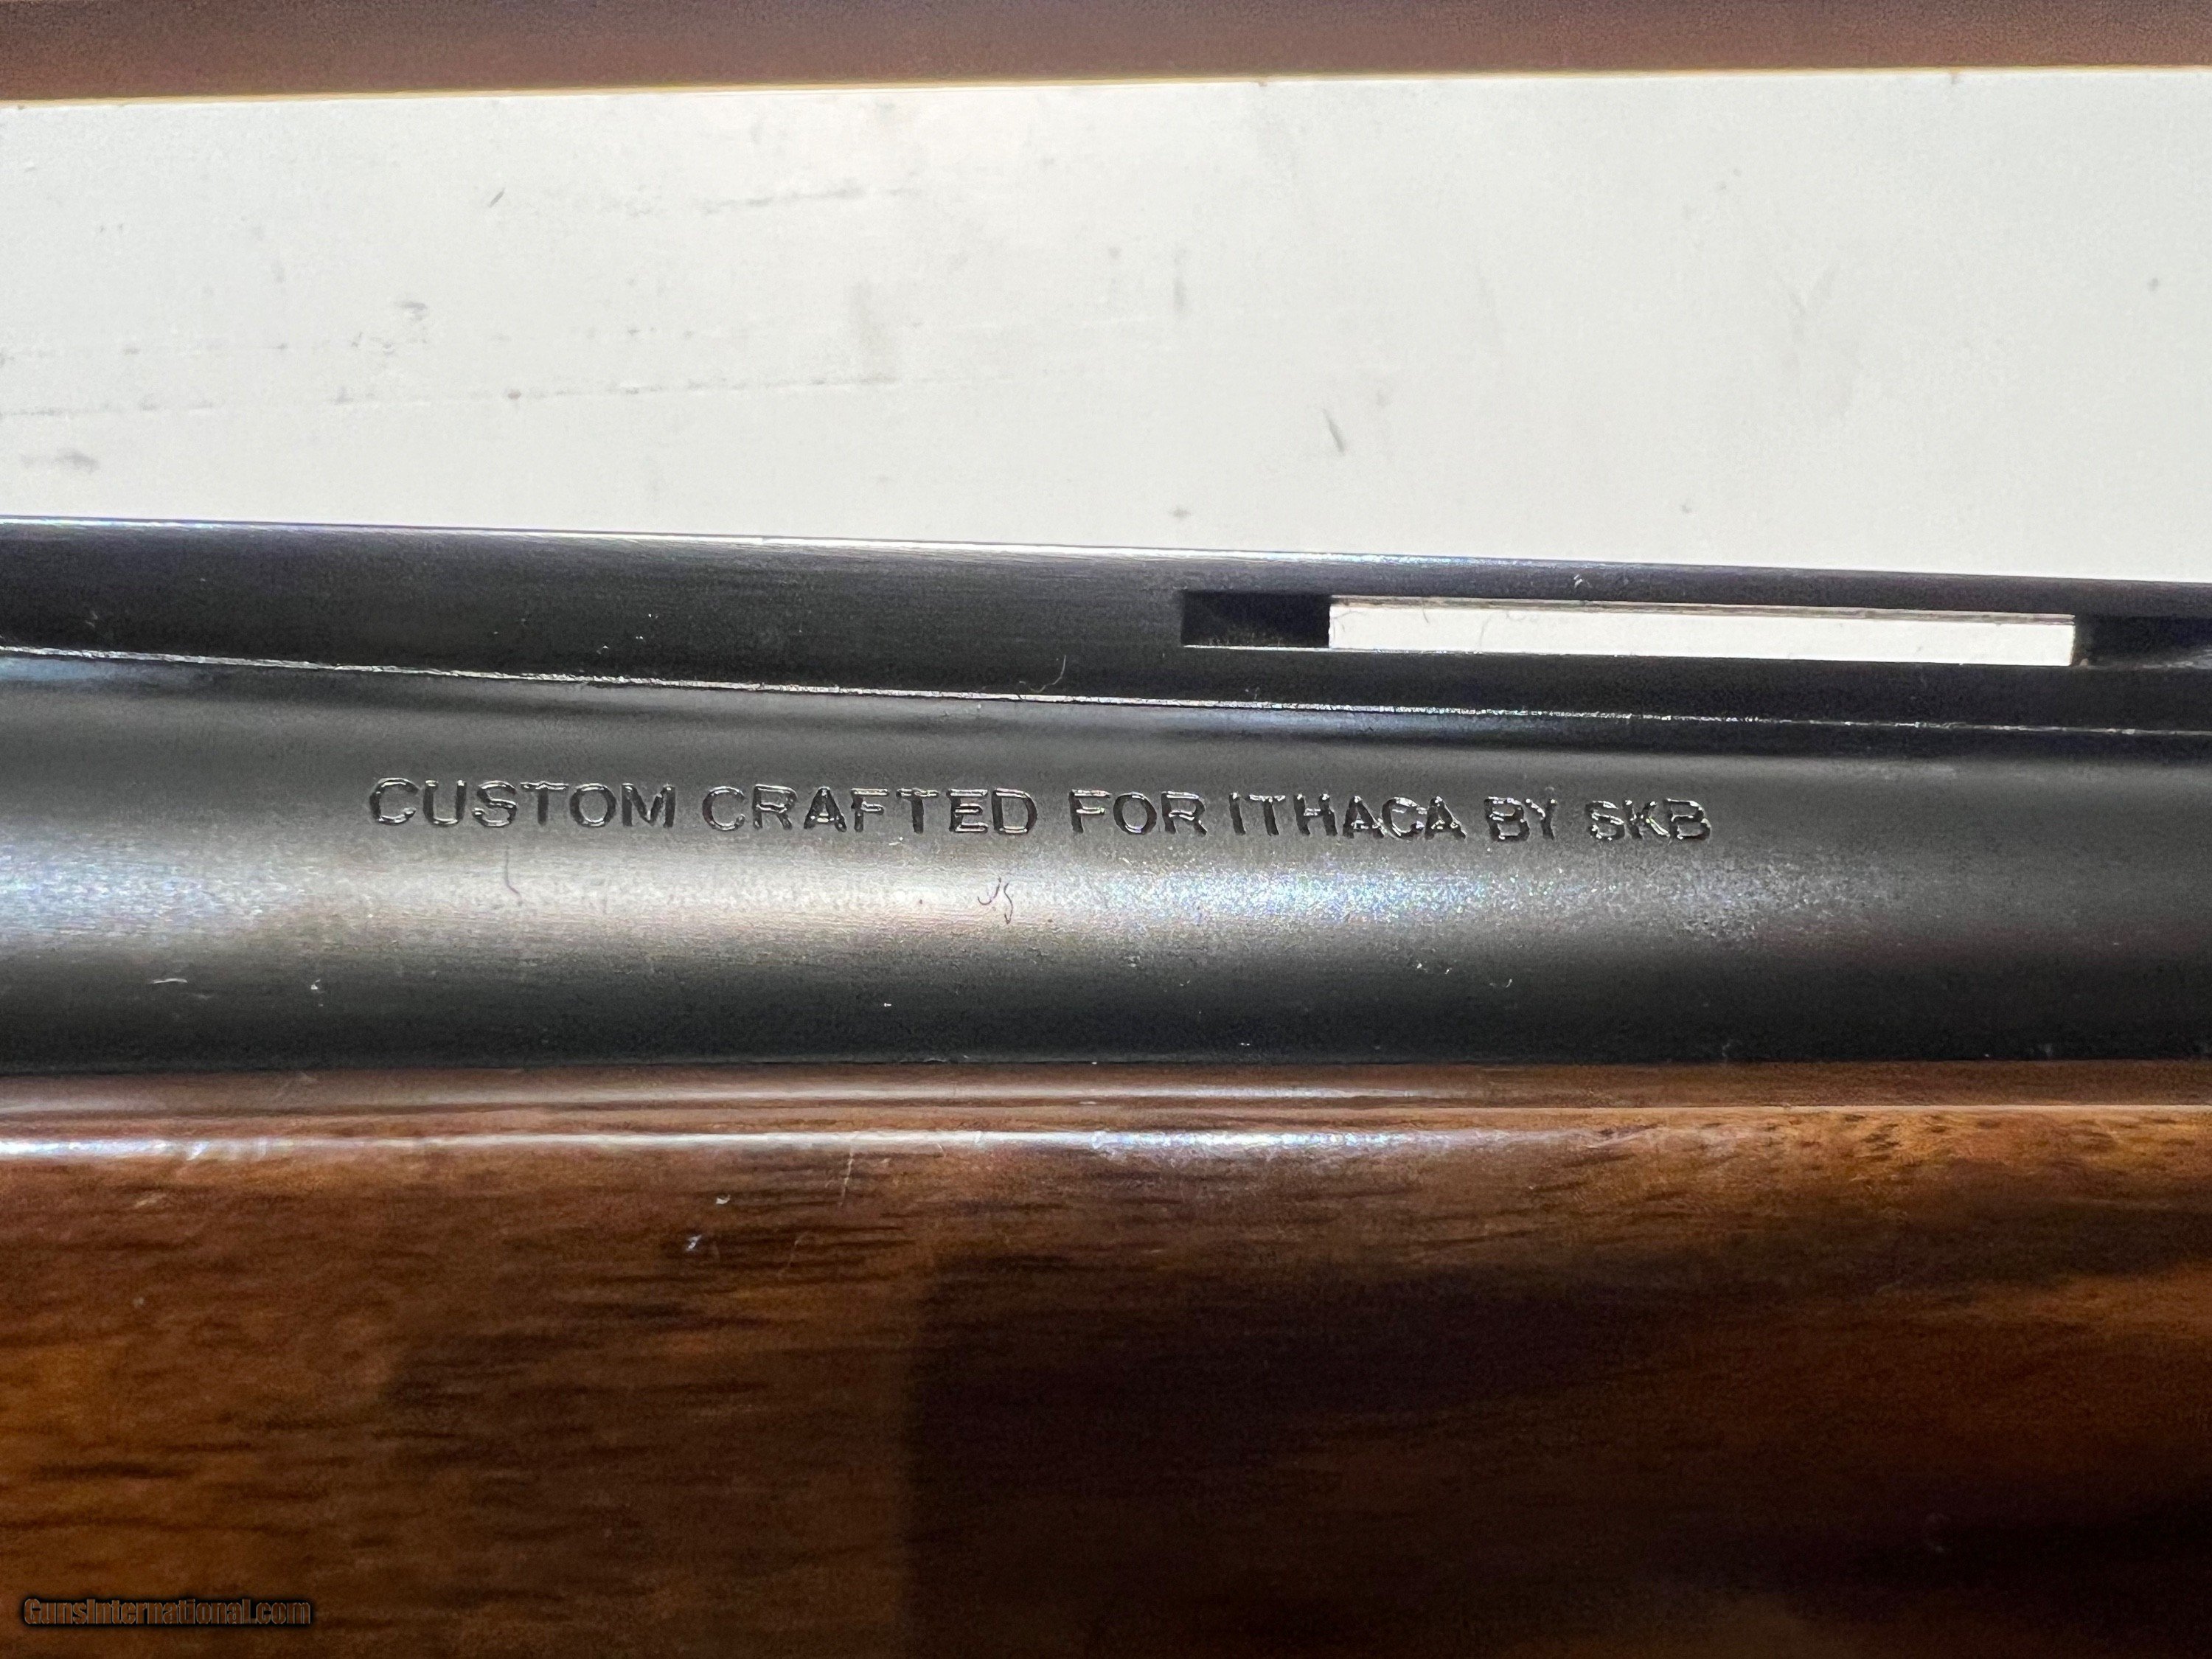 CUSTOM CRAFTED FOR ITHACA BY SKB
GunsInternational.com